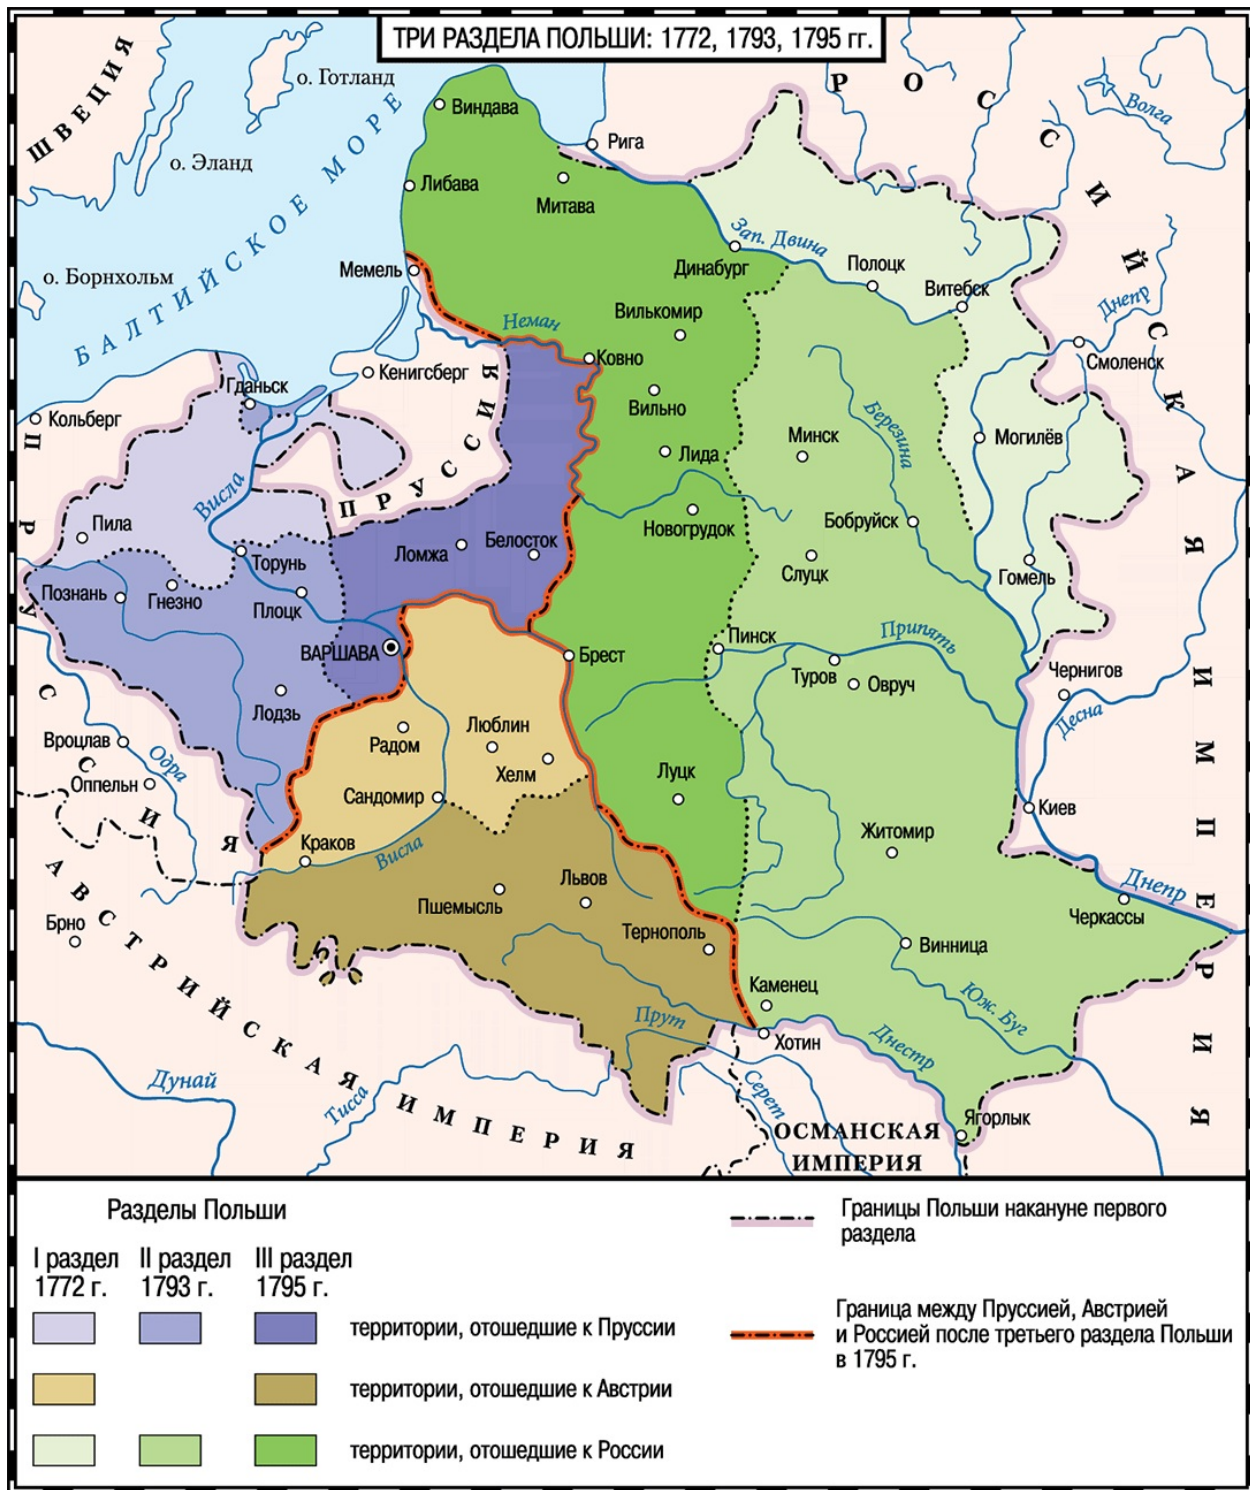 ТРИ РАЗДЕЛА ПОЛЬШИ: 1772, 1793, 1795 гг.
ШВЕЦИЯ
о. Готланд
о. Эланд
о. Борнхольм
БАЛТИЙСКОЕ МОРЕ
РОССИЙСКАЯ ИМПЕРИЯ
Волга
Виндава
Рига
Либава
Митава
Мемель
Зап. Двина
Динабург
Полоцк
Витебск
Днепр
Смоленск
Вилькомир
Неман
Ковно
Кенигсберг
Гданьск
Кольберг
Вильно
Березина
Минск
Могилёв
Лида
ПРУССИЯ
Висла
Новогрудок
Бобруйск
Пила
Торунь
Ломжа
Белосток
Слуцк
Гомель
Познань
Гнезно
Плоцк
ПРУССИЯ
ВАРШАВА
Брест
Пинск
Припять
Туров
Овруч
Чернигов
Десна
Лодзь
Радом
Люблин
Хелм
Вроцлав
Одра
Оппельн
Сандомир
Луцк
Киев
Житомир
Краков
Висла
Днепр
Черкассы
АВСТРИЙСКАЯ ИМПЕРИЯ
Брно
Пшемысль
Львов
Тернополь
Винница
Каменец
Юж. Буг
Прут
Хотин
Днестр
Дунай
Тисса
Серет
Ягорлык
ОСМАНСКАЯ
ИМПЕРИЯ
Разделы Польши
I раздел
1772 г.
II раздел
1793 г.
III раздел
1795 г.
территории, отошедшие к Пруссии
территории, отошедшие к Австрии
территории, отошедшие к России
Границы Польши накануне первого
раздела
Граница между Пруссией, Австрией
и Россией после третьего раздела Польши
в 1795 г.